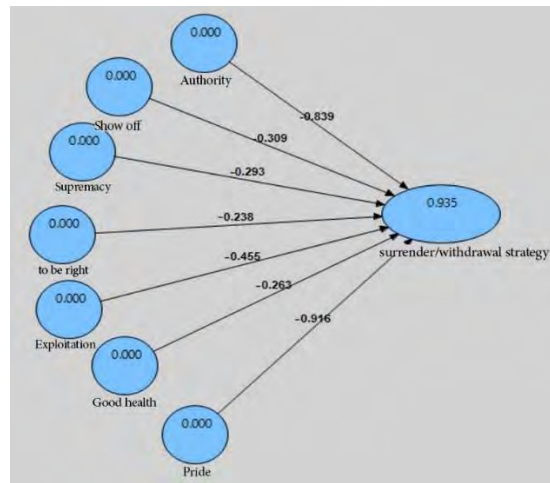 0.000
Authority
0.000
Show off
0.000
Supremacy
0.000
to be right
0.000
Exploitation
0.000
Good health
0.000
Pride
-0.839
-0.309
-0.293
-0.238
-0.455
-0.263
-0.916
0.935
surrender/withdrawal strategy